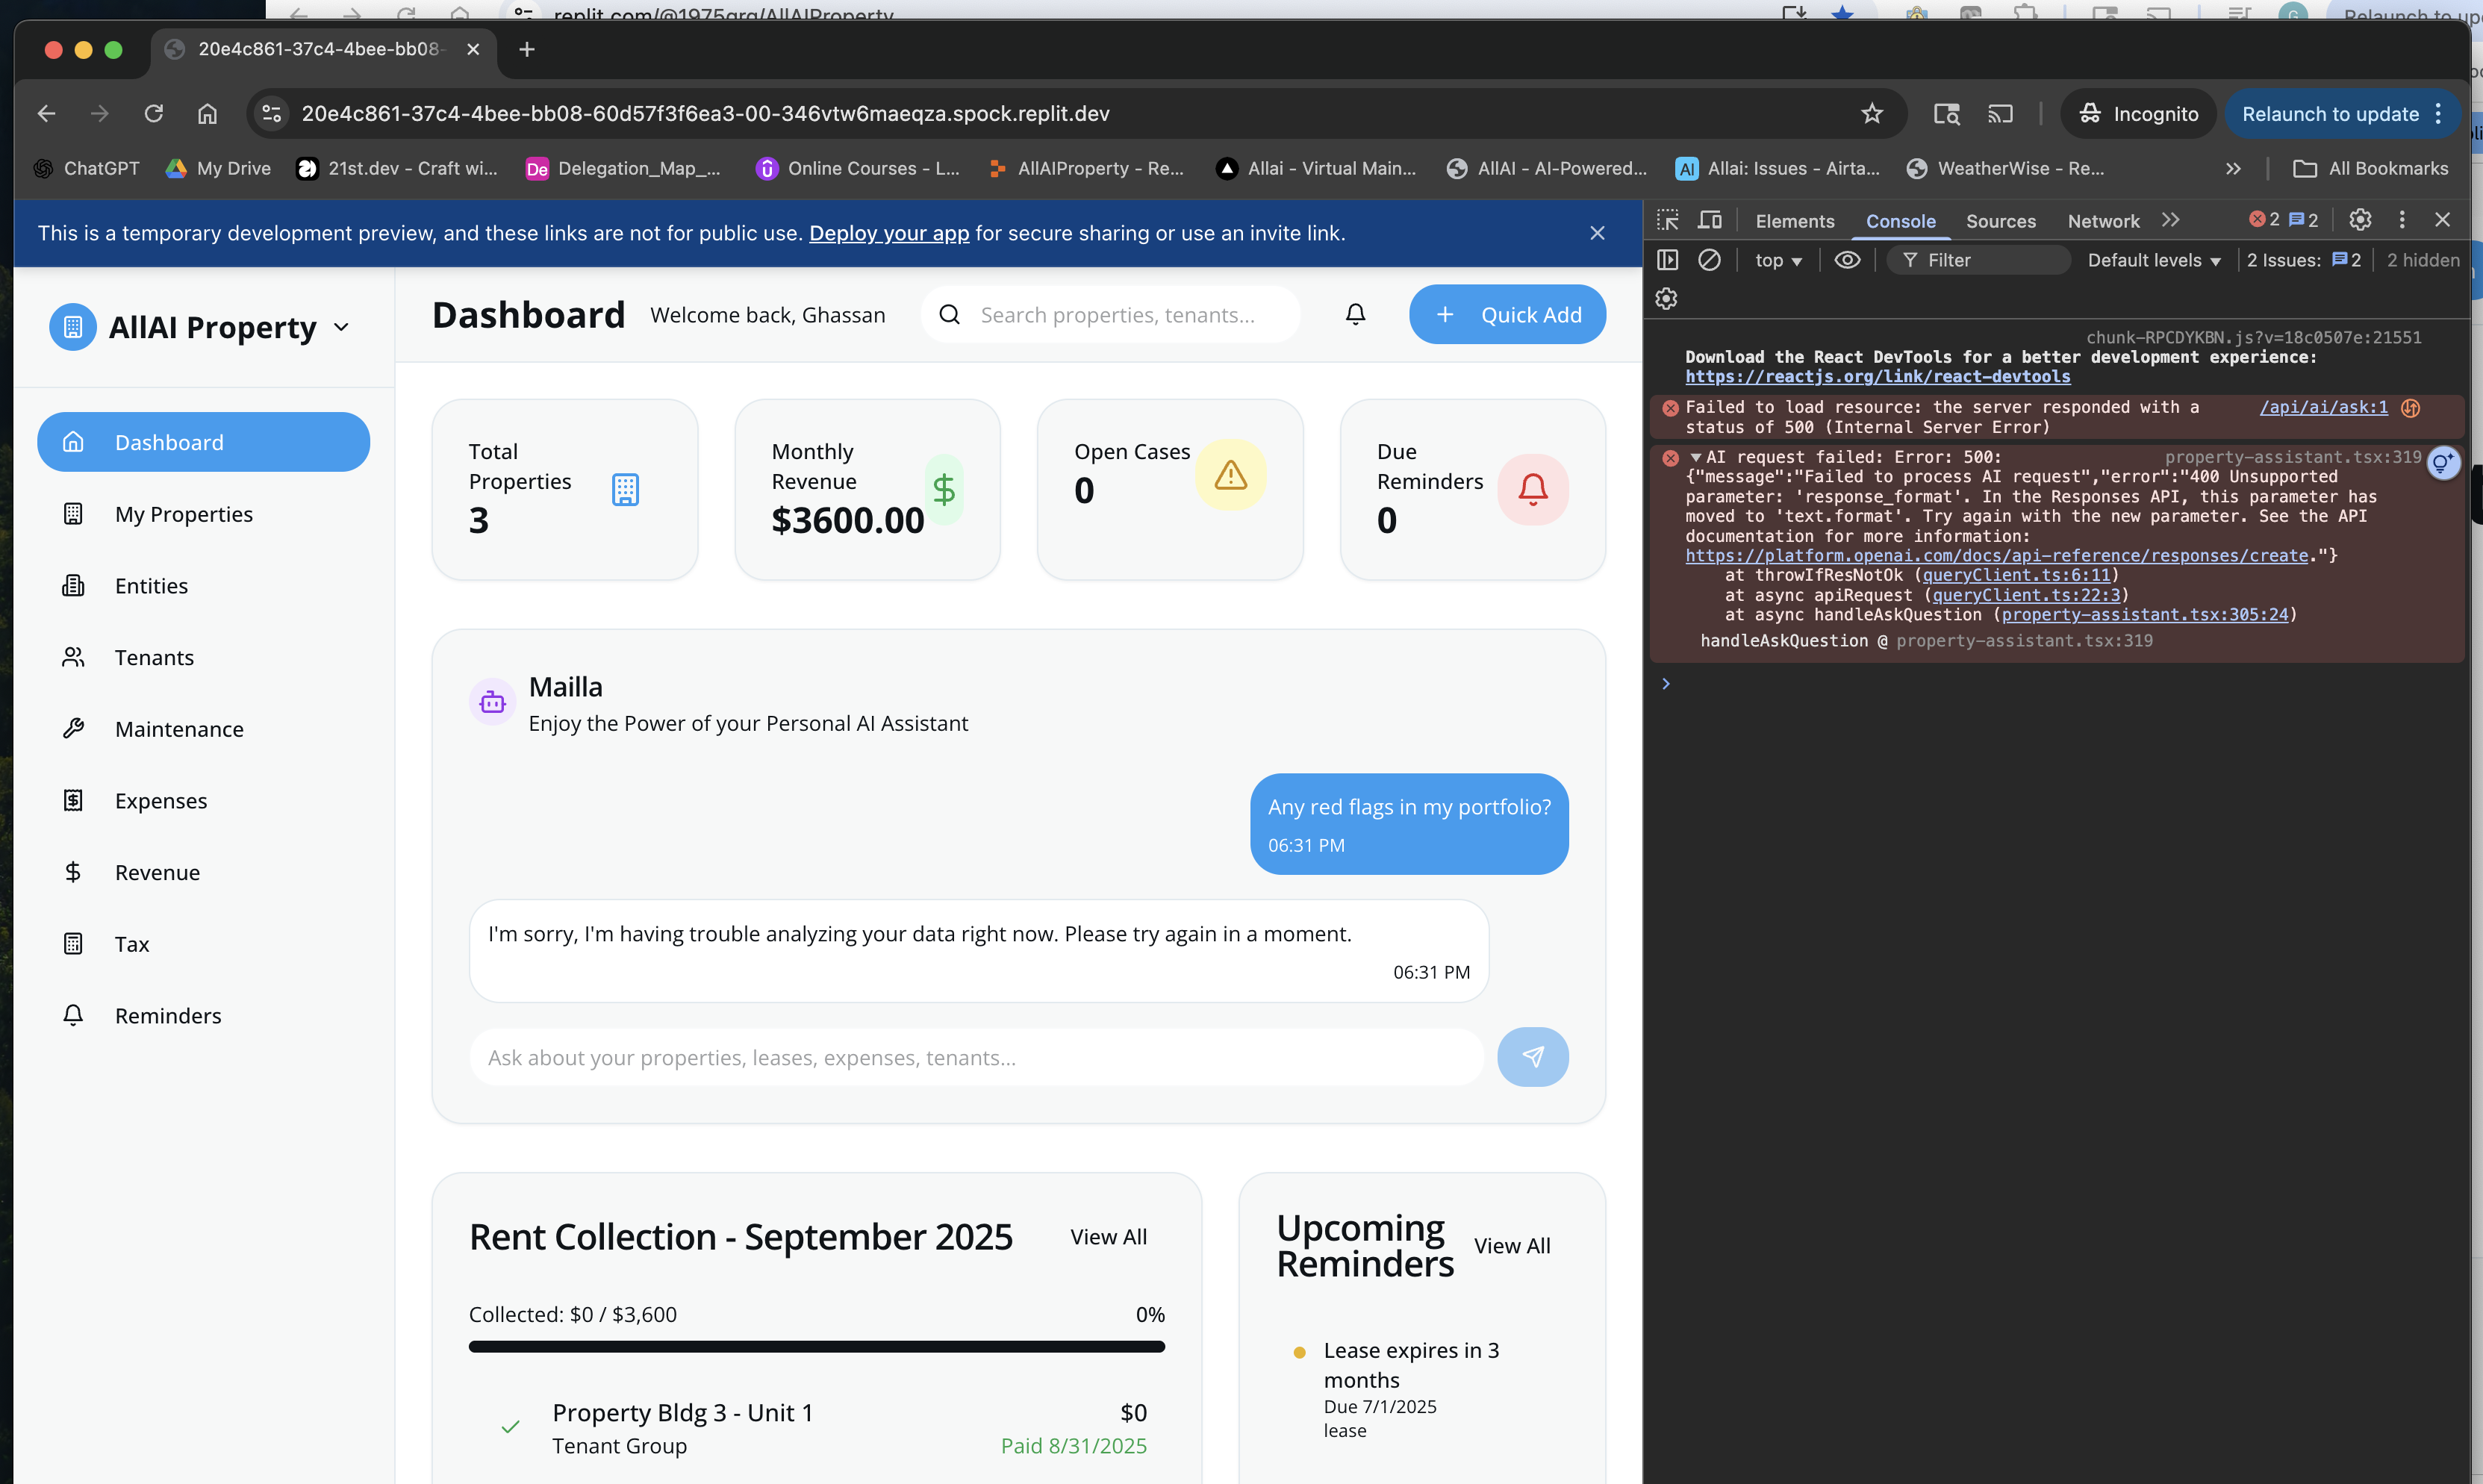 replit.com/@1975grg/AllAIProperty
20e4c861-37c4-4bee-bb08-
20e4c861-37c4-4bee-bb08-60d57f3f6ea3-00-346vtw6maeqza.spock.replit.dev
Incognito
Relaunch to update
ChatGPT
My Drive
21st.dev - Craft wi...
De Delegation_Map_...
Online Courses - L...
AllAIProperty - Re...
Allai - Virtual Main...
AllAI - AI-Powered...
AI Allai: Issues - Airta...
WeatherWise - Re...
All Bookmarks
This is a temporary development preview, and these links are not for public use. Deploy your app for secure sharing or use an invite link.
AllAI Property
Dashboard
My Properties
Entities
Tenants
Maintenance
Expenses
Revenue
Tax
Reminders
Dashboard
Welcome back, Ghassan
Search properties, tenants...
+ Quick Add
Total
Properties
3
Monthly
Revenue
$3600.00
Open Cases
0
Due
Reminders
0
Mailla
Enjoy the Power of your Personal AI Assistant
Any red flags in my portfolio?
06:31 PM
I'm sorry, I'm having trouble analyzing your data right now. Please try again in a moment.
06:31 PM
Ask about your properties, leases, expenses, tenants...
Rent Collection - September 2025
View All
Collected: $0 / $3,600
0%
Property Bldg 3 - Unit 1
$0
Tenant Group
Paid 8/31/2025
Upcoming
Reminders
View All
Lease expires in 3
months
Due 7/1/2025
lease
Elements
Console
Sources
Network
2
2
top
Filter
Default levels
2 Issues: 2
2 hidden
chunk-RPCDYKBN.js?v=18c0507e:21551
Download the React DevTools for a better development experience:
https://reactjs.org/link/react-devtools
Failed to load resource: the server responded with a /api/ai/ask:1
status of 500 (Internal Server Error)
AI request failed: Error: 500: property-assistant.tsx:319
{"message":"Failed to process AI request","error":"400 Unsupported
parameter: 'response_format'. In the Responses API, this parameter has
moved to 'text.format'. Try again with the new parameter. See the API
documentation for more information:
https://platform.openai.com/docs/api-reference/responses/create."}
at throwIfResNotOk (queryClient.ts:6:11)
at async apiRequest (queryClient.ts:22:3)
at async handleAskQuestion (property-assistant.tsx:305:24)
handleAskQuestion @ property-assistant.tsx:319